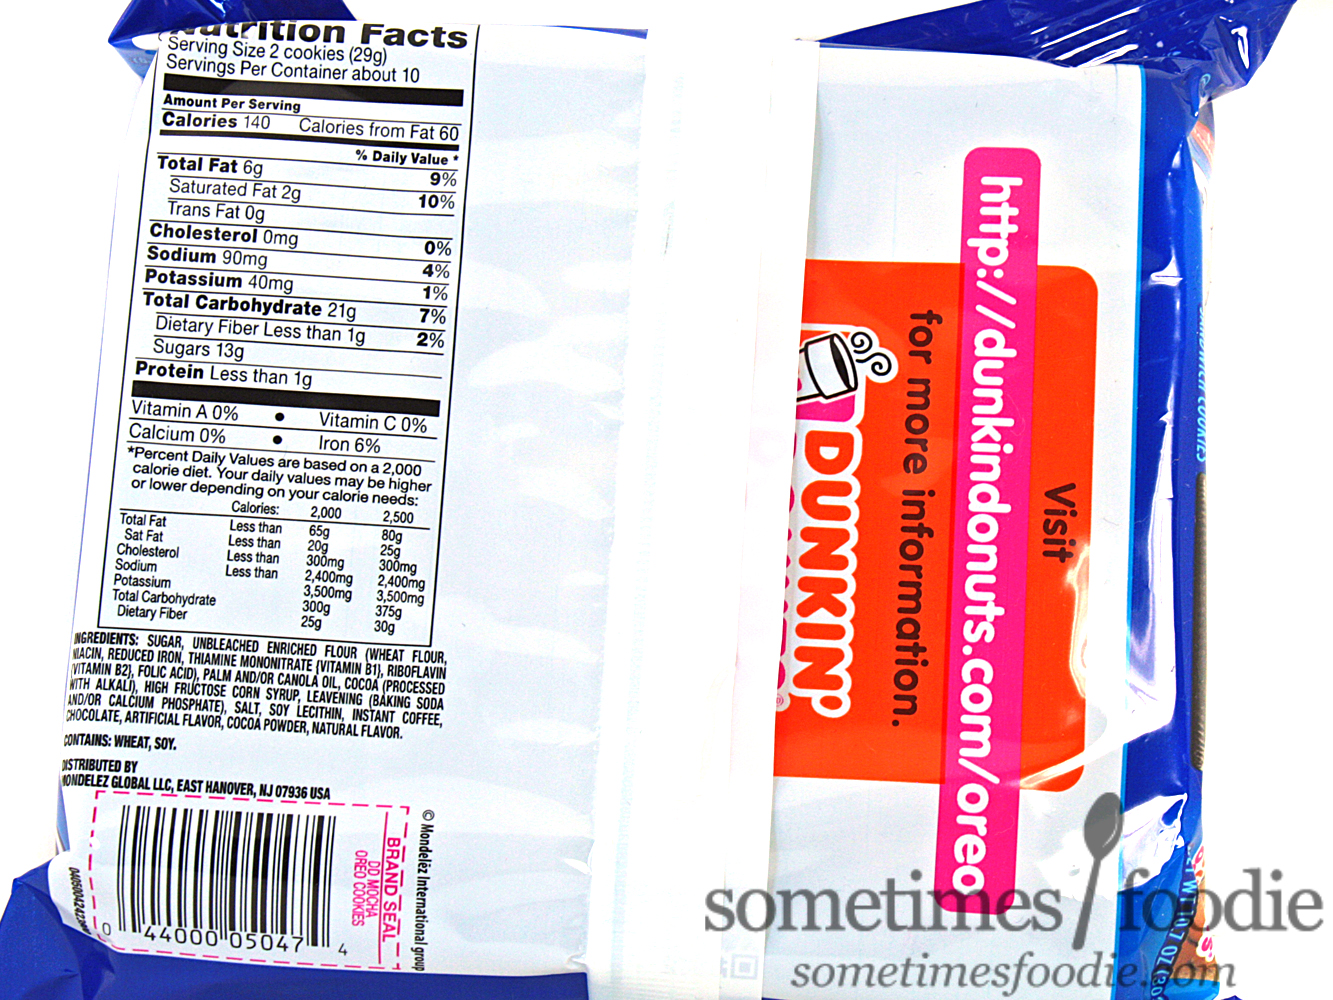 Nutrition Facts
Serving Size 2 cookies (29g)
Servings Per Container about 10
Amount Per Serving
Calories 140 Calories from Fat 60
% Daily Value *
Total Fat 6g 9%
Saturated Fat 2g 10%
Trans Fat 0g
Cholesterol 0mg 0%
Sodium 90mg 4%
Potassium 40mg 1%
Total Carbohydrate 21g 7%
Dietary Fiber Less than 1g 2%
Sugars 13g
Protein Less than 1g
Vitamin A 0% • Vitamin C 0%
Calcium 0% • Iron 6%
*Percent Daily Values are based on a 2,000
calorie diet. Your daily values may be higher
or lower depending on your calorie needs:
Calories: 2,000 2,500
Total Fat Less than 65g 80g
Sat Fat Less than 20g 25g
Cholesterol Less than 300mg 300mg
Sodium Less than 2,400mg 2,400mg
Potassium 3,500mg 3,500mg
Total Carbohydrate 300g 375g
Dietary Fiber 25g 30g
INGREDIENTS: SUGAR, UNBLEACHED ENRICHED FLOUR (WHEAT FLOUR,
NIACIN, REDUCED IRON, THIAMINE MONONITRATE {VITAMIN B1}, RIBOFLAVIN
{VITAMIN B2}, FOLIC ACID), PALM AND/OR CANOLA OIL, COCOA (PROCESSED
WITH ALKALI), HIGH FRUCTOSE CORN SYRUP, LEAVENING (BAKING SODA
AND/OR CALCIUM PHOSPHATE), SALT, SOY LECITHIN, INSTANT COFFEE,
CHOCOLATE, ARTIFICIAL FLAVOR, COCOA POWDER, NATURAL FLAVOR.
CONTAINS: WHEAT, SOY.
DISTRIBUTED BY
MONDELEZ GLOBAL LLC, EAST HANOVER, NJ 07936 USA
© Mondelēz International group
BRAND SEAL
DD MOCHA
OREO COOKIES
0 44000 05047 4
Visit
http://dunkindonuts.com/oreo
for more information.
DUNKIN'
COOKIES
sometimes foodie
sometimesfoodie.com